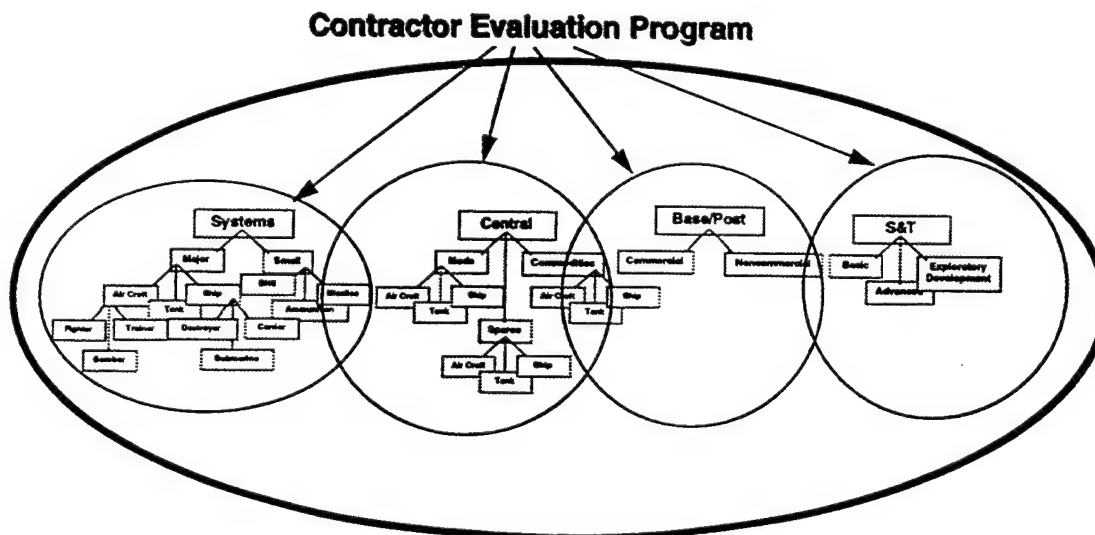 Contractor Evaluation Program
Systems
Major
Small
Air Craft
Ship
Tank
Missiles
Ammunition
Fighter
Trainer
Destroyer
Carrier
Bomber
Submarine
Central
Mods
Commodities
Air Craft
Ship
Tank
Air Craft
Ship
Tank
Spares
Air Craft
Ship
Tank
Base/Post
Commercial
Noncommercial
S&T
Basic
Exploratory
Development
Advanced